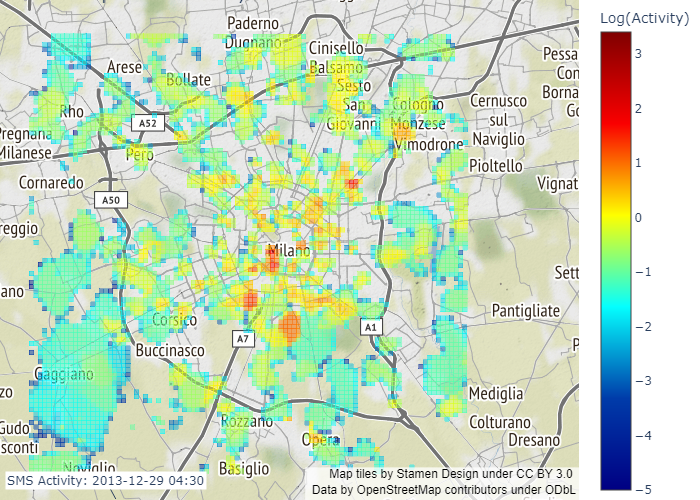 Log(Activity)
3
2
1
0
−1
−2
−3
−4
−5
Paderno
Dugnano
Cinisello
Balsamo
Arese
Bollate
Sesto
San
Giovanni
Cologno
Monzese
Cernusco
sul
Naviglio
Pessa
Con
Borna
Go
Rho
A52
Pregnana
Milanese
Pero
Vimodrone
Pioltello
Cornaredo
Vignat
A50
reggio
Milano
Sett
ano
Pantigliate
Corsico
A7
A1
Buccinasco
P
Gaggiano
zo
Mediglia
Gudo
sconti
Rozzano
Opera
Colturano
Dresano
Noviglio
Basiglio
SMS Activity: 2013-12-29 04:30
Map tiles by Stamen Design under CC BY 3.0
Data by OpenStreetMap contributors under ODbL